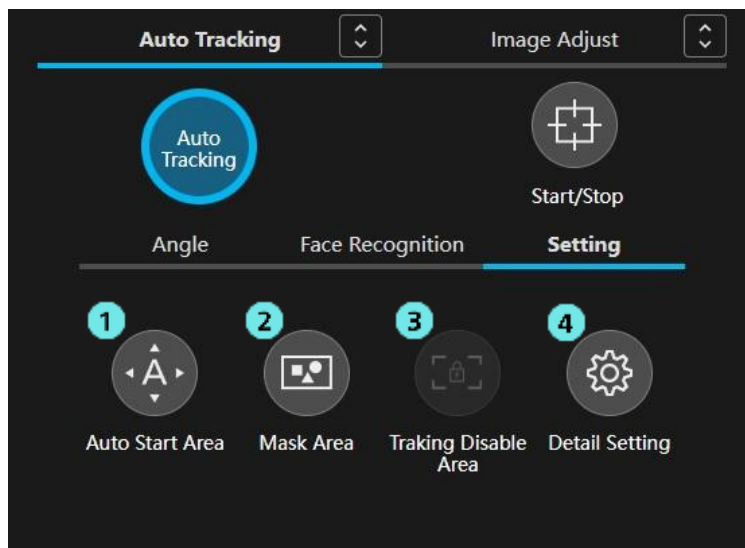 Auto Tracking
Image Adjust
Auto
Tracking
Start/Stop
Angle
Face Recognition
Setting
1
2
3
4
A
Auto Start Area
Mask Area
Traking Disable
Area
Detail Setting